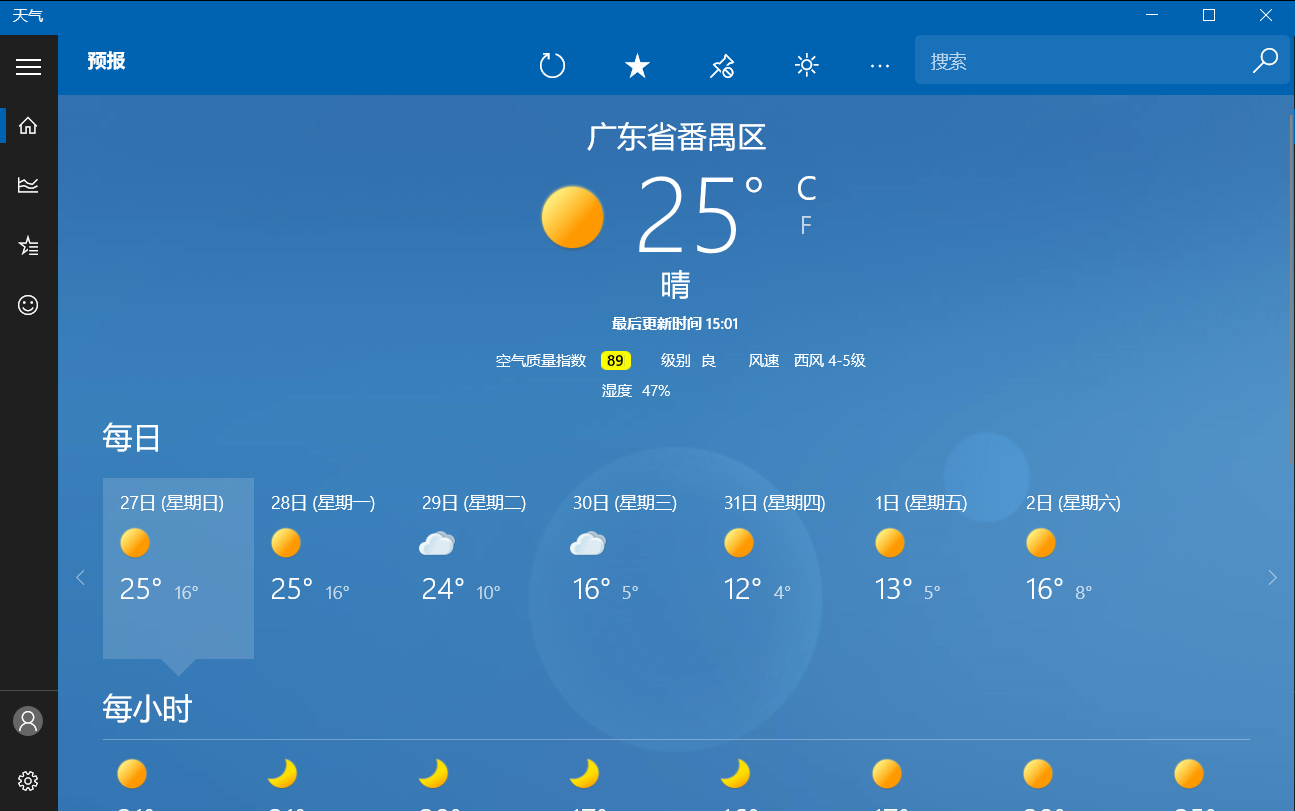 天气
预报
搜索
广东省番禺区
25° C
F
晴
最后更新时间 15:01
空气质量指数 89 级别 良 风速 西风 4-5级
湿度 47%
每日
27日 (星期日) 28日 (星期一) 29日 (星期二) 30日 (星期三) 31日 (星期四) 1日 (星期五) 2日 (星期六)
25° 16° 25° 16° 24° 10° 16° 5° 12° 4° 13° 5° 16° 8°
每小时